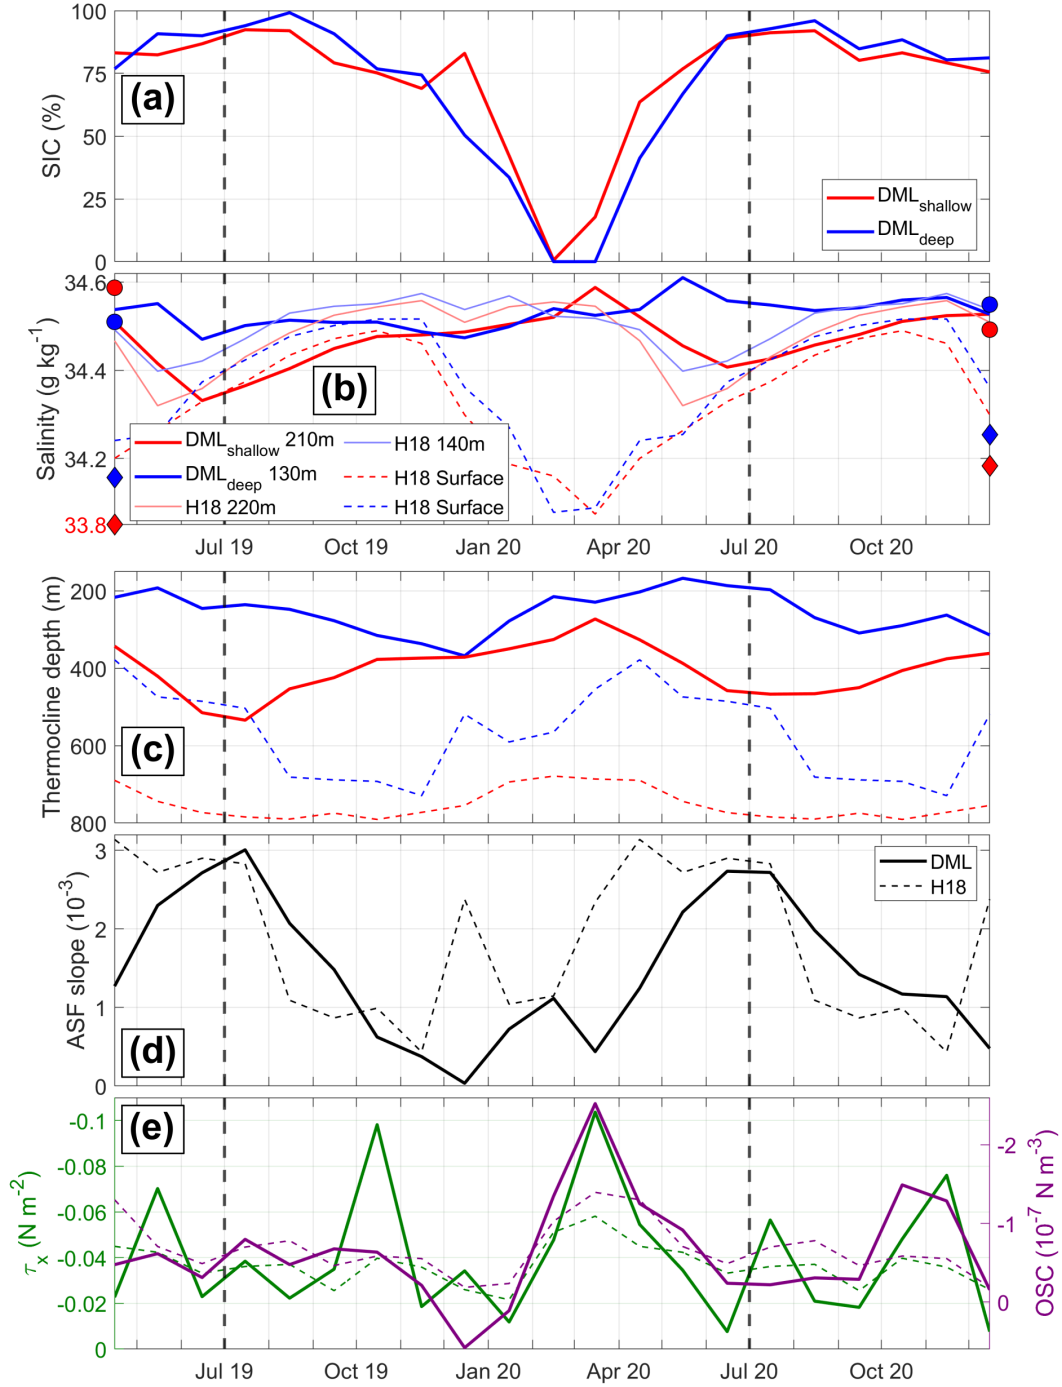 100
75
50
25
0
SIC (%)
(a)
DMLshallow
DMLdeep
34.6
34.4
34.2
33.8
Salinity (g kg-1)
(b)
DMLshallow 210m
DMLdeep 130m
H18 220m
H18 140m
H18 Surface
H18 Surface
Jul 19 Oct 19 Jan 20 Apr 20 Jul 20 Oct 20
200
400
600
800
Thermocline depth (m)
(c)
3
2
1
0
ASF slope (10-3)
(d)
DML
H18
-0.1
-0.08
-0.06
-0.04
-0.02
0
τx (N m-2)
(e)
-2
-1
0
OSC (10-7 N m-3)
Jul 19 Oct 19 Jan 20 Apr 20 Jul 20 Oct 20